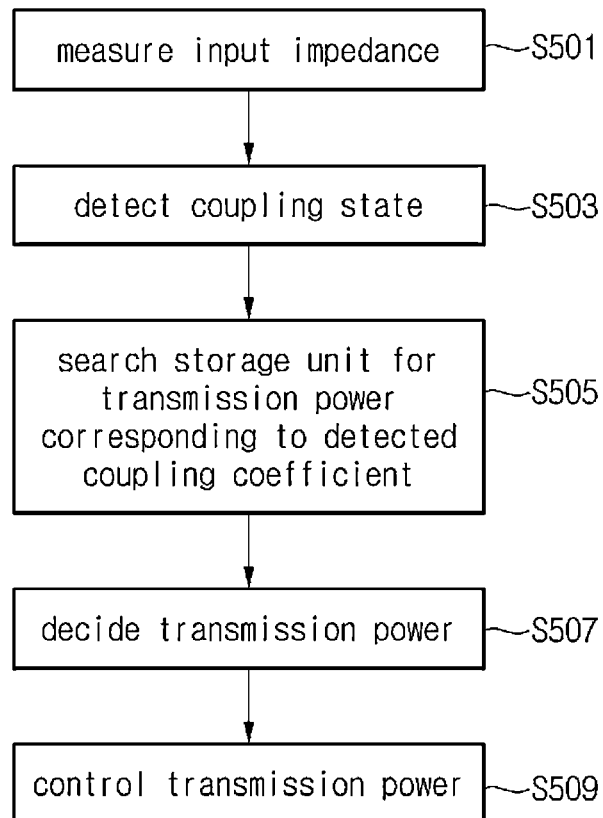 measure input impedance S501
detect coupling state S503
search storage unit for
transmission power
corresponding to detected
coupling coefficient
S505
decide transmission power S507
control transmission power S509